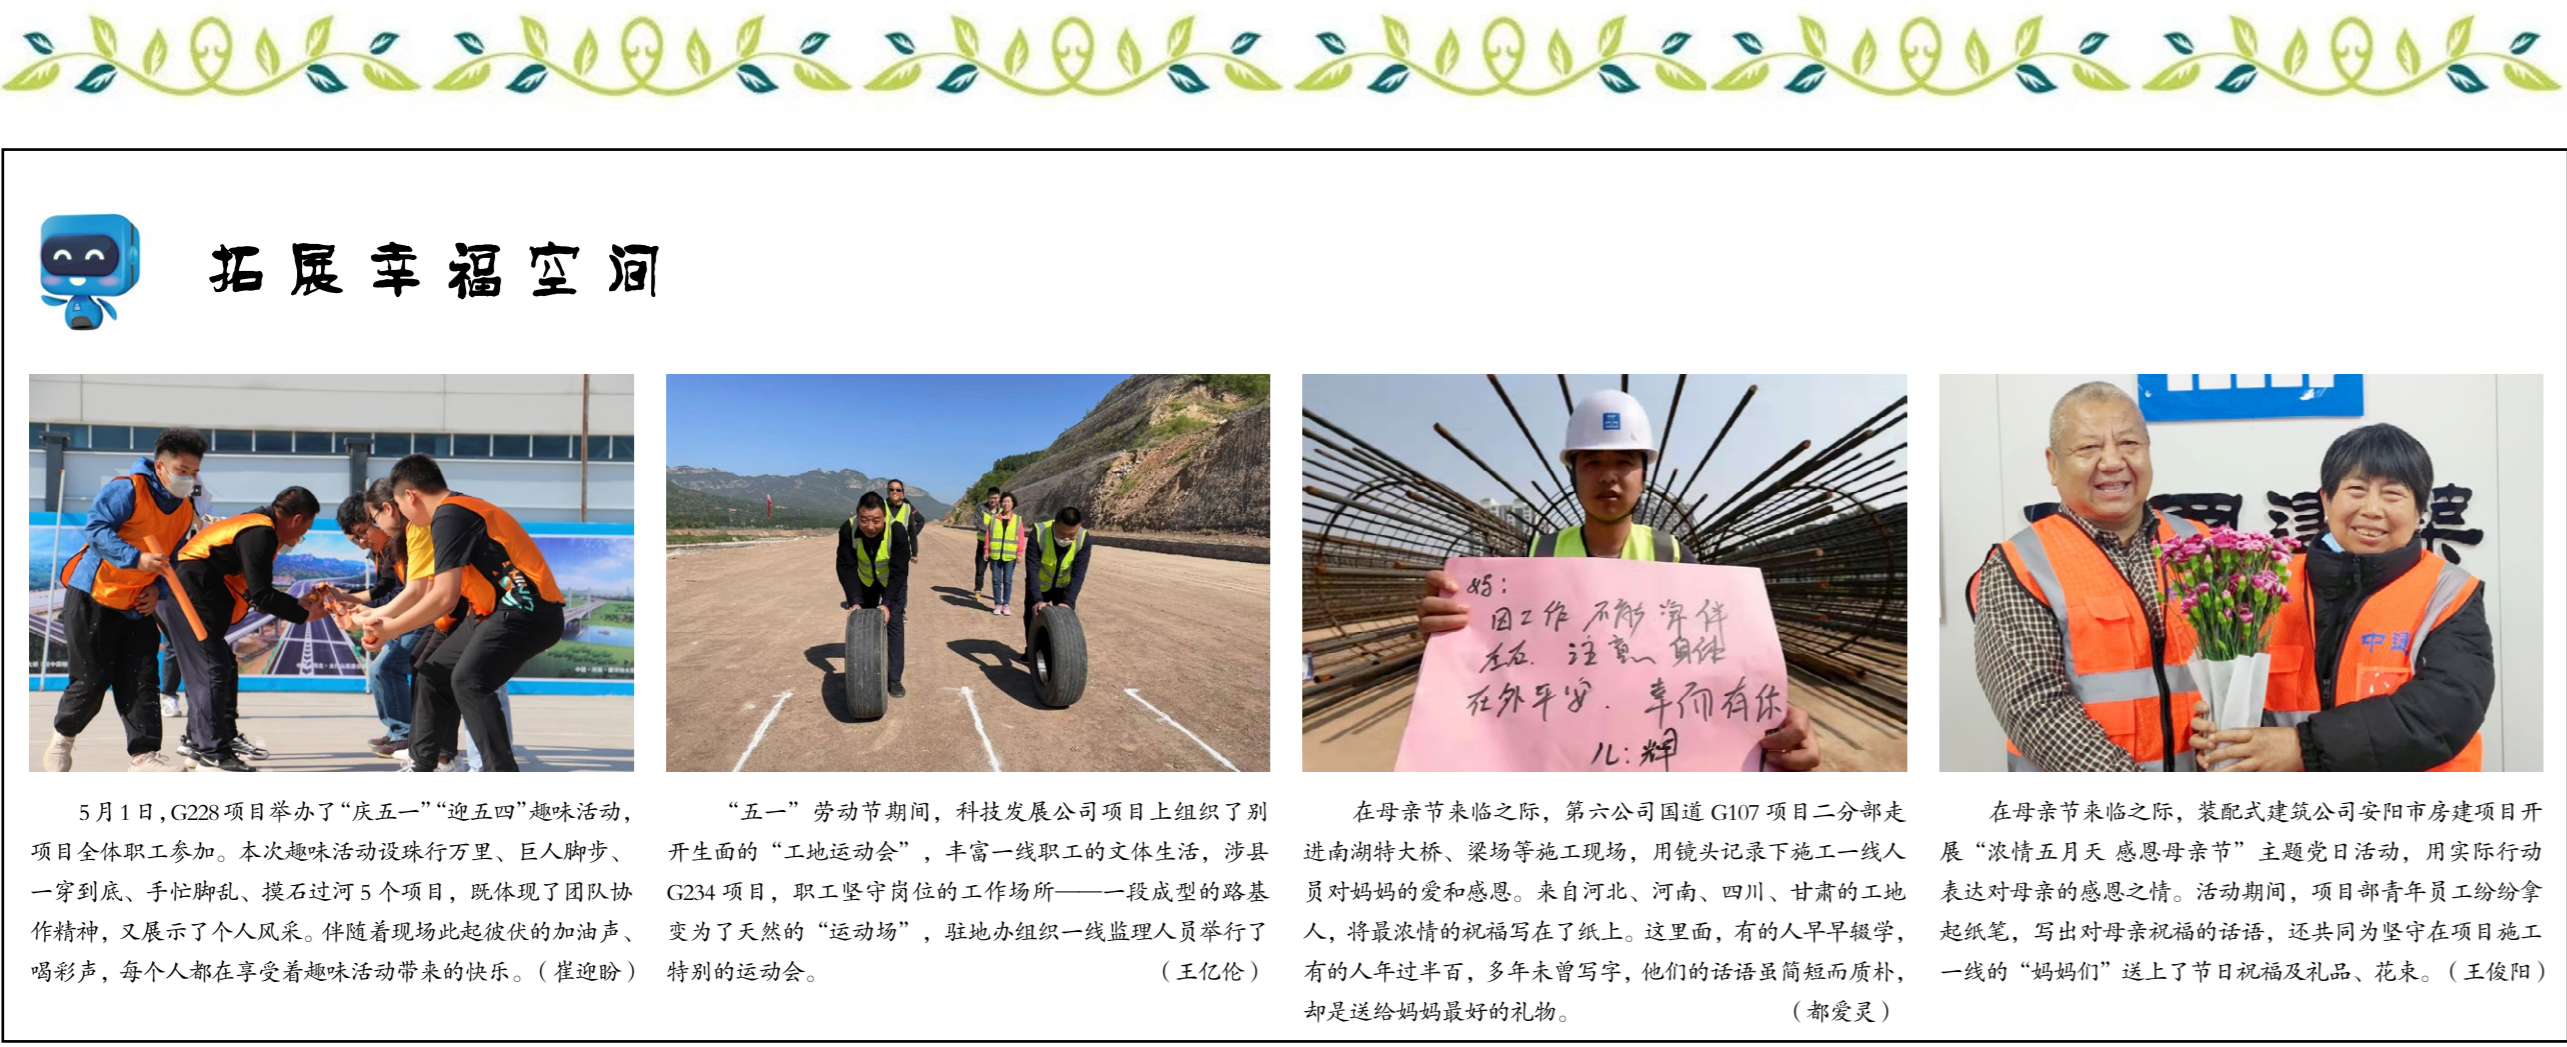 拓展幸福空间
妈:
因工作不能常伴
左右. 注意身体
在外平安. 幸而有你
儿:辉
中建
5月1日,G228项目举办了“庆五一”“迎五四”趣味活动,
项目全体职工参加。本次趣味活动设珠行万里、巨人脚步、
一穿到底、手忙脚乱、摸石过河5个项目,既体现了团队协
作精神,又展示了个人风采。伴随着现场此起彼伏的加油声、
喝彩声,每个人都在享受着趣味活动带来的快乐。(崔迎盼)
“五一”劳动节期间,科技发展公司项目上组织了别
开生面的“工地运动会”,丰富一线职工的文体生活,涉县
G234项目,职工坚守岗位的工作场所——一段成型的路基
变为了天然的“运动场”,驻地办组织一线监理人员举行了
特别的运动会。 (王亿伦)
在母亲节来临之际,第六公司国道G107项目二分部走
进南湖特大桥、梁场等施工现场,用镜头记录下施工一线人
员对妈妈的爱和感恩。来自河北、河南、四川、甘肃的工地
人,将最浓情的祝福写在了纸上。这里面,有的人早早辍学,
有的人年过半百,多年未曾写字,他们的话语虽简短而质朴,
却是送给妈妈最好的礼物。 (都爱灵)
在母亲节来临之际,装配式建筑公司安阳市房建项目开
展“浓情五月天 感恩母亲节”主题党日活动,用实际行动
表达对母亲的感恩之情。活动期间,项目部青年员工纷纷拿
起纸笔,写出对母亲祝福的话语,还共同为坚守在项目施工
一线的“妈妈们”送上了节日祝福及礼品、花束。(王俊阳)